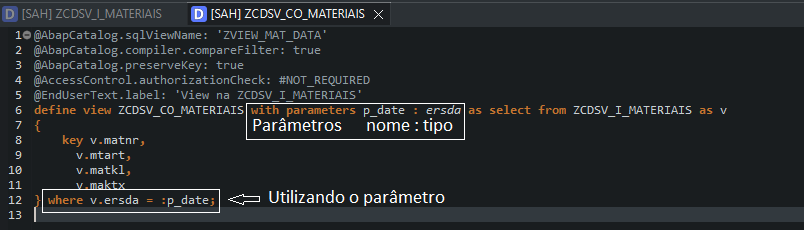 [SAH] ZCDSV_I_MATERIAIS [SAH] ZCDSV_CO_MATERIAIS
1 @AbapCatalog.sqlViewName: 'ZVIEW_MAT_DATA'
2 @AbapCatalog.compiler.compareFilter: true
3 @AbapCatalog.preserveKey: true
4 @AccessControl.authorizationCheck: #NOT_REQUIRED
5 @EndUserText.label: 'View na ZCDSV_I_MATERIAIS'
6 define view ZCDSV_CO_MATERIAIS with parameters p_date : ersda as select from ZCDSV_I_MATERIAIS as v
7 { Parâmetros nome : tipo
8 key v.matnr,
9 v.mtart,
10 v.matkl,
11 v.maktx
12 } where v.ersda = :p_date; Utilizando o parâmetro
13